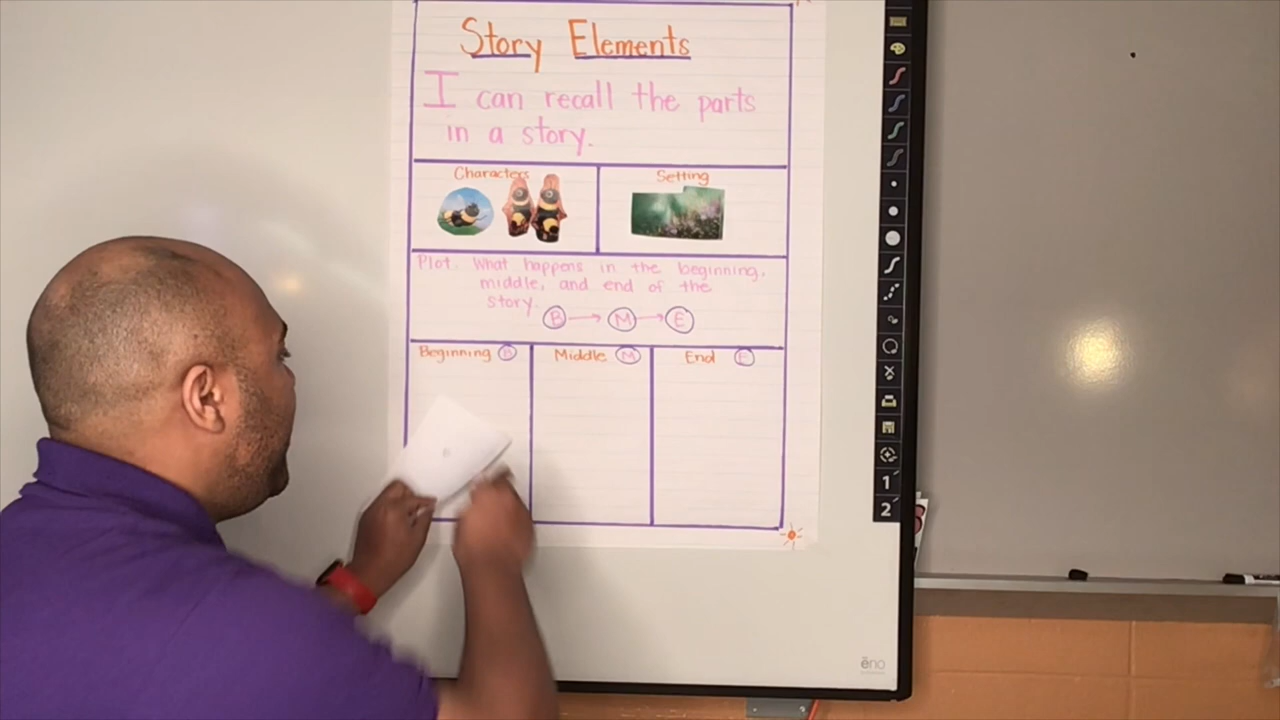 Story Elements
I can recall the parts
in a story.
Characters
Setting
Plot. What happens in the beginning,
middle, and end of the
story.
B M E
Beginning B
Middle M
End E
1
2
ēno